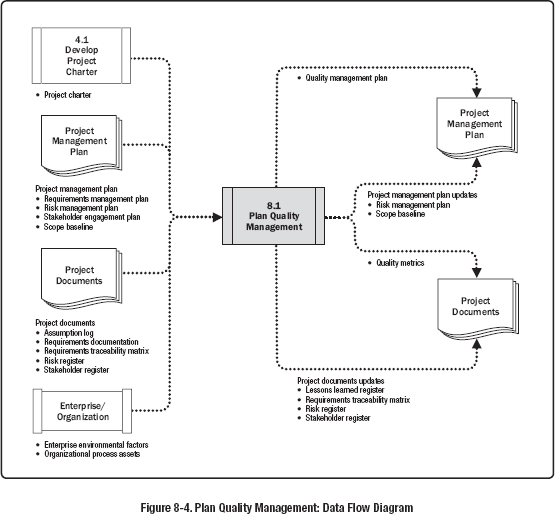 4.1
Develop
Project
Charter
• Project charter
Project
Management
Plan
Project management plan
• Requirements management plan
• Risk management plan
• Stakeholder engagement plan
• Scope baseline
Project
Documents
Project documents
• Assumption log
• Requirements documentation
• Requirements traceability matrix
• Risk register
• Stakeholder register
Enterprise/
Organization
• Enterprise environmental factors
• Organizational process assets
8.1
Plan Quality
Management
• Quality management plan
Project
Management
Plan
Project management plan updates
• Risk management plan
• Scope baseline
• Quality metrics
Project
Documents
Project documents updates
• Lessons learned register
• Requirements traceability matrix
• Risk register
• Stakeholder register
Figure 8-4. Plan Quality Management: Data Flow Diagram